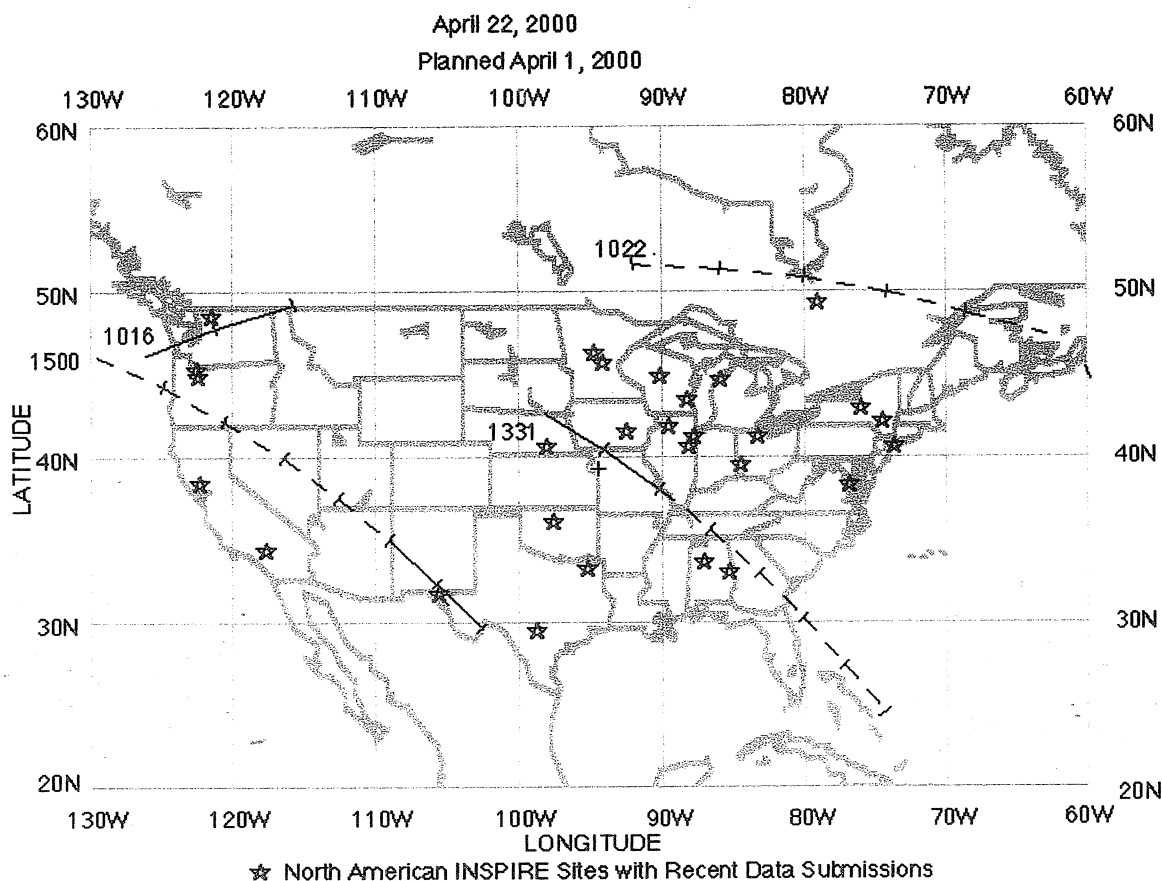 April 22, 2000
Planned April 1, 2000
130W 120W 110W 100W 90W 80W 70W 60W
60N 60N
1022
50N 50N
1016
1500
1331
40N 40N
LATITUDE
30N 30N
20N 20N
130W 120W 110W 100W 90W 80W 70W 60W
LONGITUDE
North American INSPIRE Sites with Recent Data Submissions